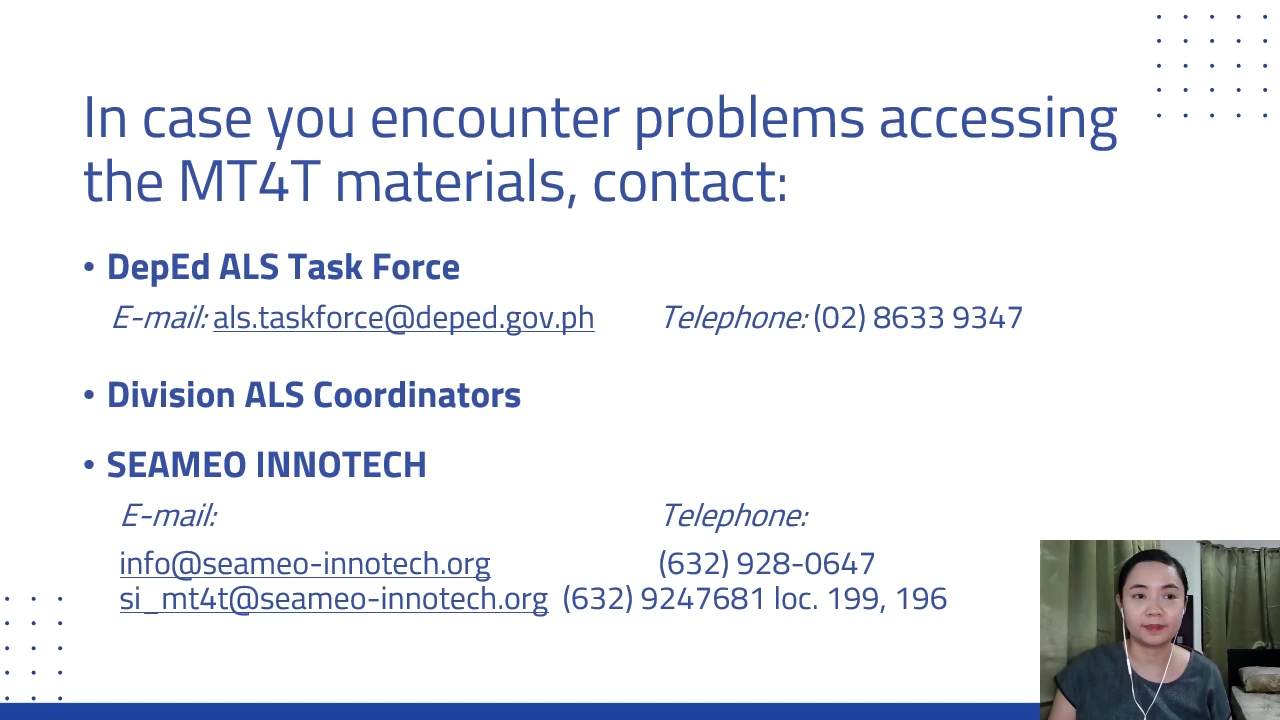 In case you encounter problems accessing
the MT4T materials, contact:
• DepEd ALS Task Force
E-mail: als.taskforce@deped.gov.ph Telephone: (02) 8633 9347
• Division ALS Coordinators
• SEAMEO INNOTECH
E-mail: Telephone:
info@seameo-innotech.org (632) 928-0647
si_mt4t@seameo-innotech.org (632) 9247681 loc. 199, 196